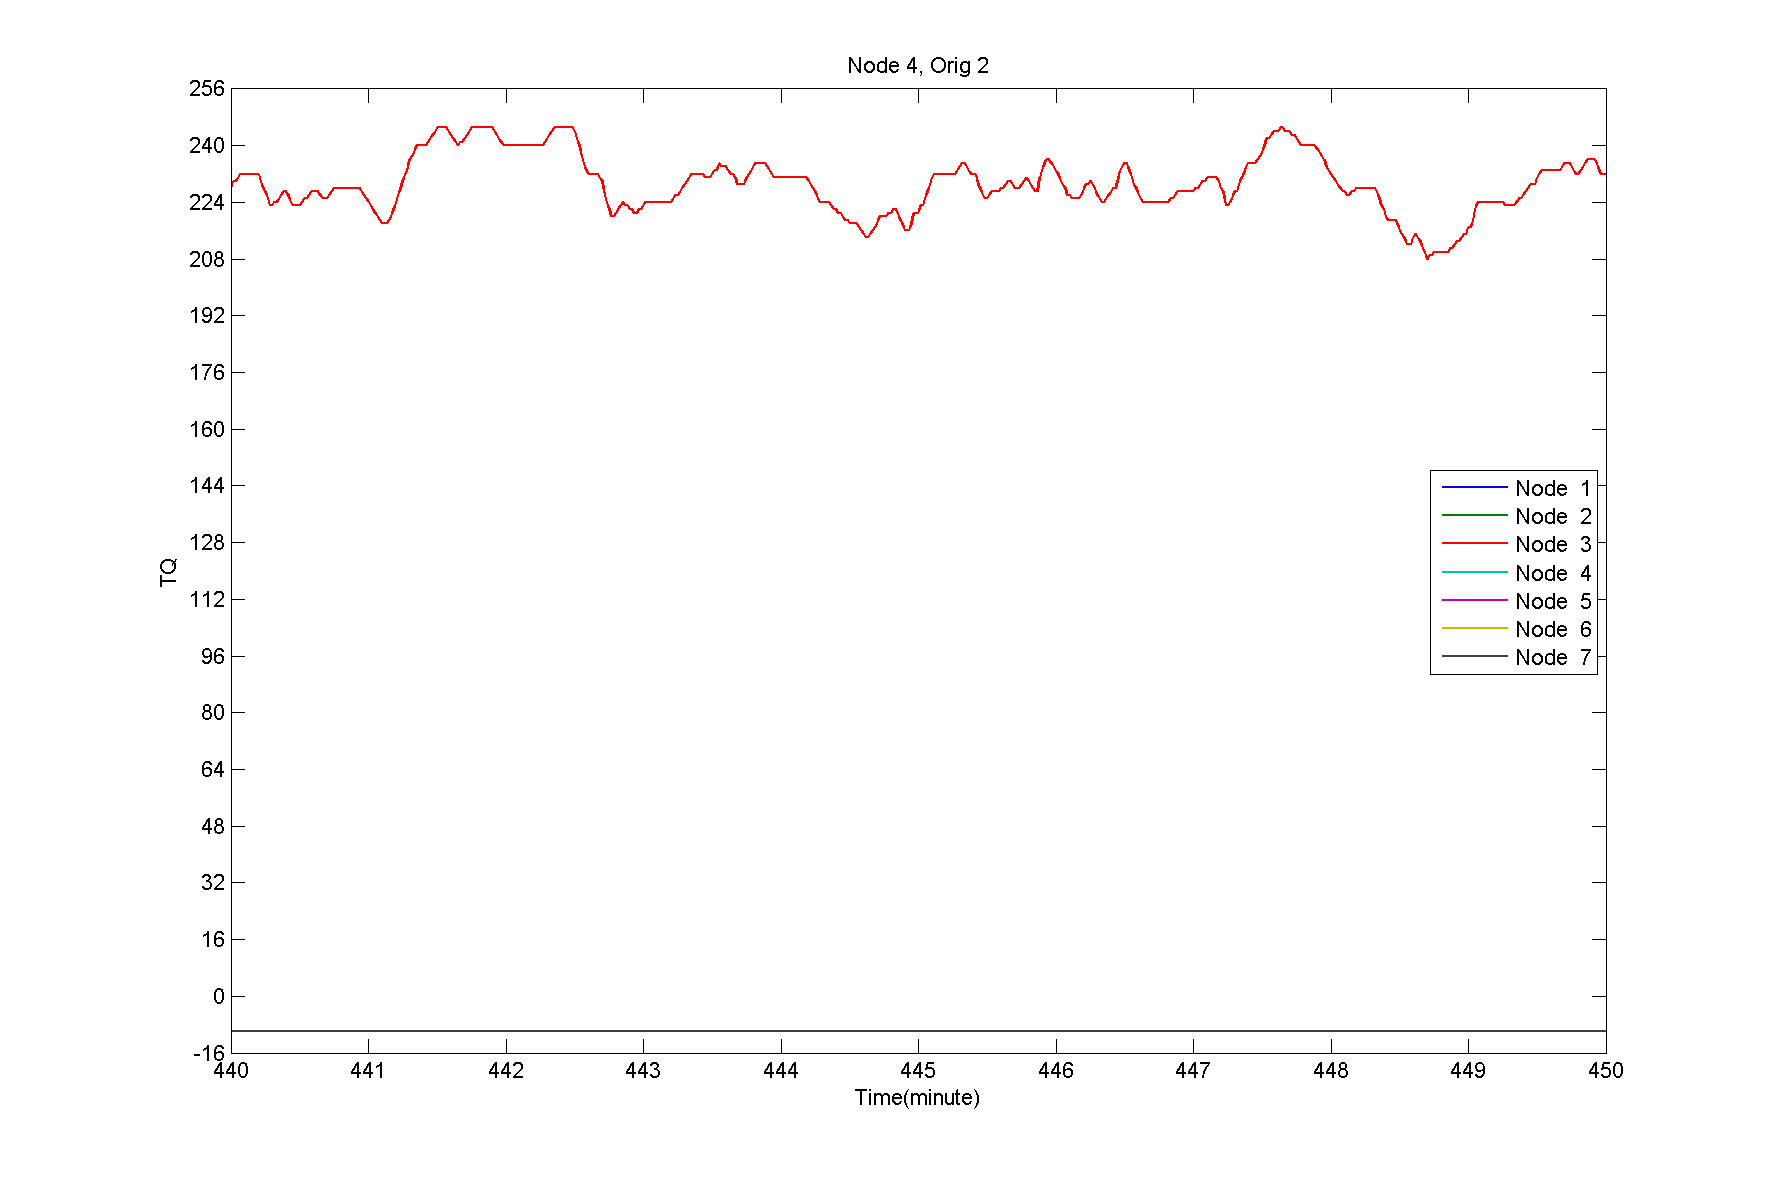 Node 4, Orig 2
256
240
224
208
192
176
160
144
128
112
96
80
64
48
32
16
0
-16
TQ
Node 1
Node 2
Node 3
Node 4
Node 5
Node 6
Node 7
440 441 442 443 444 445 446 447 448 449 450
Time(minute)